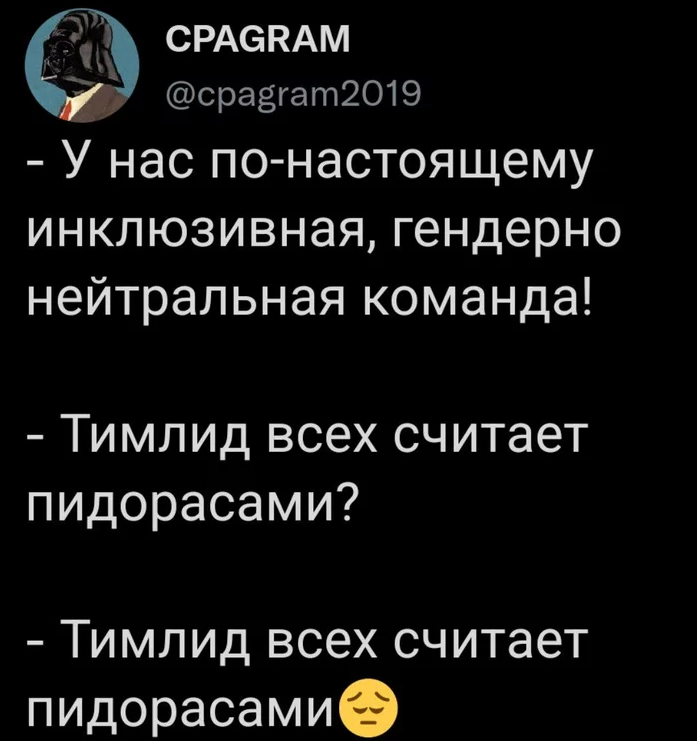 CPAGRAM
@cpagram2019
- У нас по-настоящему
инклюзивная, гендерно
нейтральная команда!
- Тимлид всех считает
пидорасами?
- Тимлид всех считает
пидорасами😔